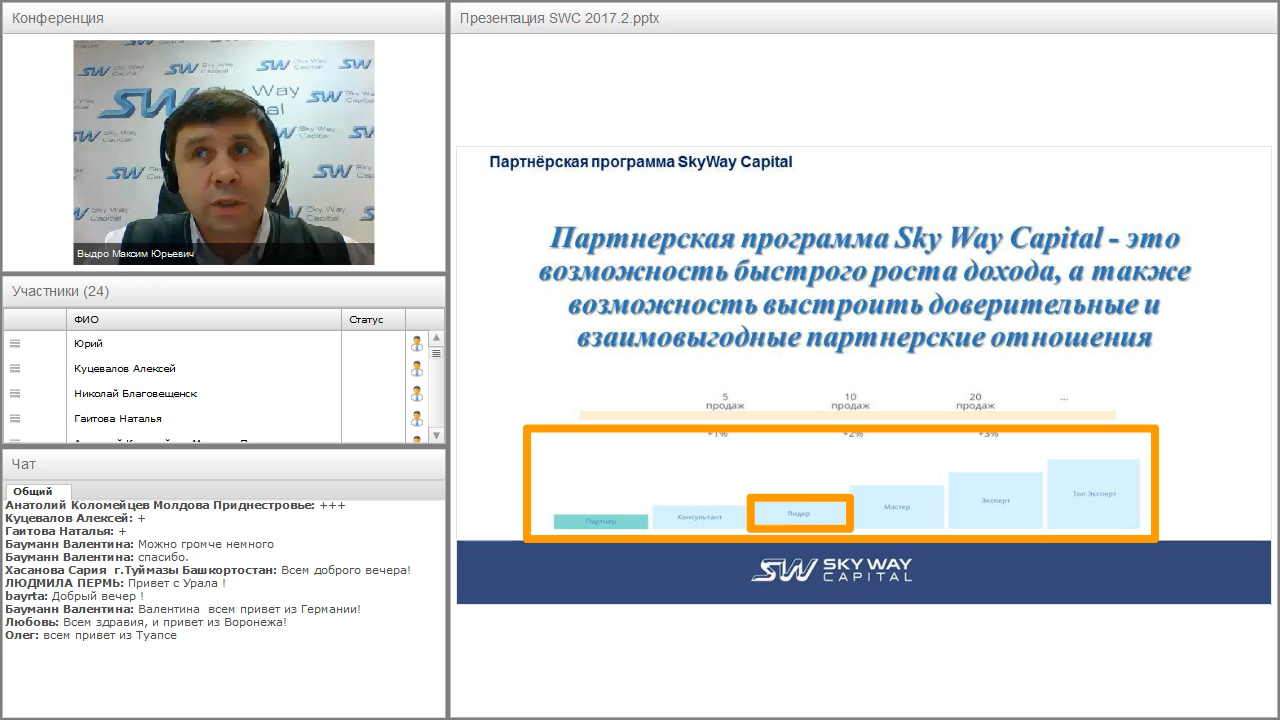 Конференция
SW Sky Way Capital
Выдро Максим Юрьевич
Участники (24)
ФИО
Статус
Юрий
Куцевалов Алексей
Николай Благовещенск
Гаитова Наталья
Чат
Общий
Анатолий Коломейцев Молдова Приднестровье: +++
Куцевалов Алексей: +
Гаитова Наталья: +
Бауманн Валентина: Можно громче немного
Бауманн Валентина: спасибо.
Хасанова Сария г.Туймазы Башкортостан: Всем доброго вечера!
ЛЮДМИЛА ПЕРМЬ: Привет с Урала !
bayrta: Добрый вечер !
Бауманн Валентина: Валентина всем привет из Германии!
Любовь: Всем здравия, и привет из Воронежа!
Олег: всем привет из Туапсе
Презентация SWC 2017.2.pptx
Партнёрская программа SkyWay Capital
Партнерская программа Sky Way Capital - это
возможность быстрого роста дохода, а также
возможность выстроить доверительные и
взаимовыгодные партнерские отношения
5 10 20 ...
продаж продаж продаж
+1% +2% +3%
Партнер Консультант Лидер Мастер Эксперт Топ Эксперт
SW SKY WAY
CAPITAL